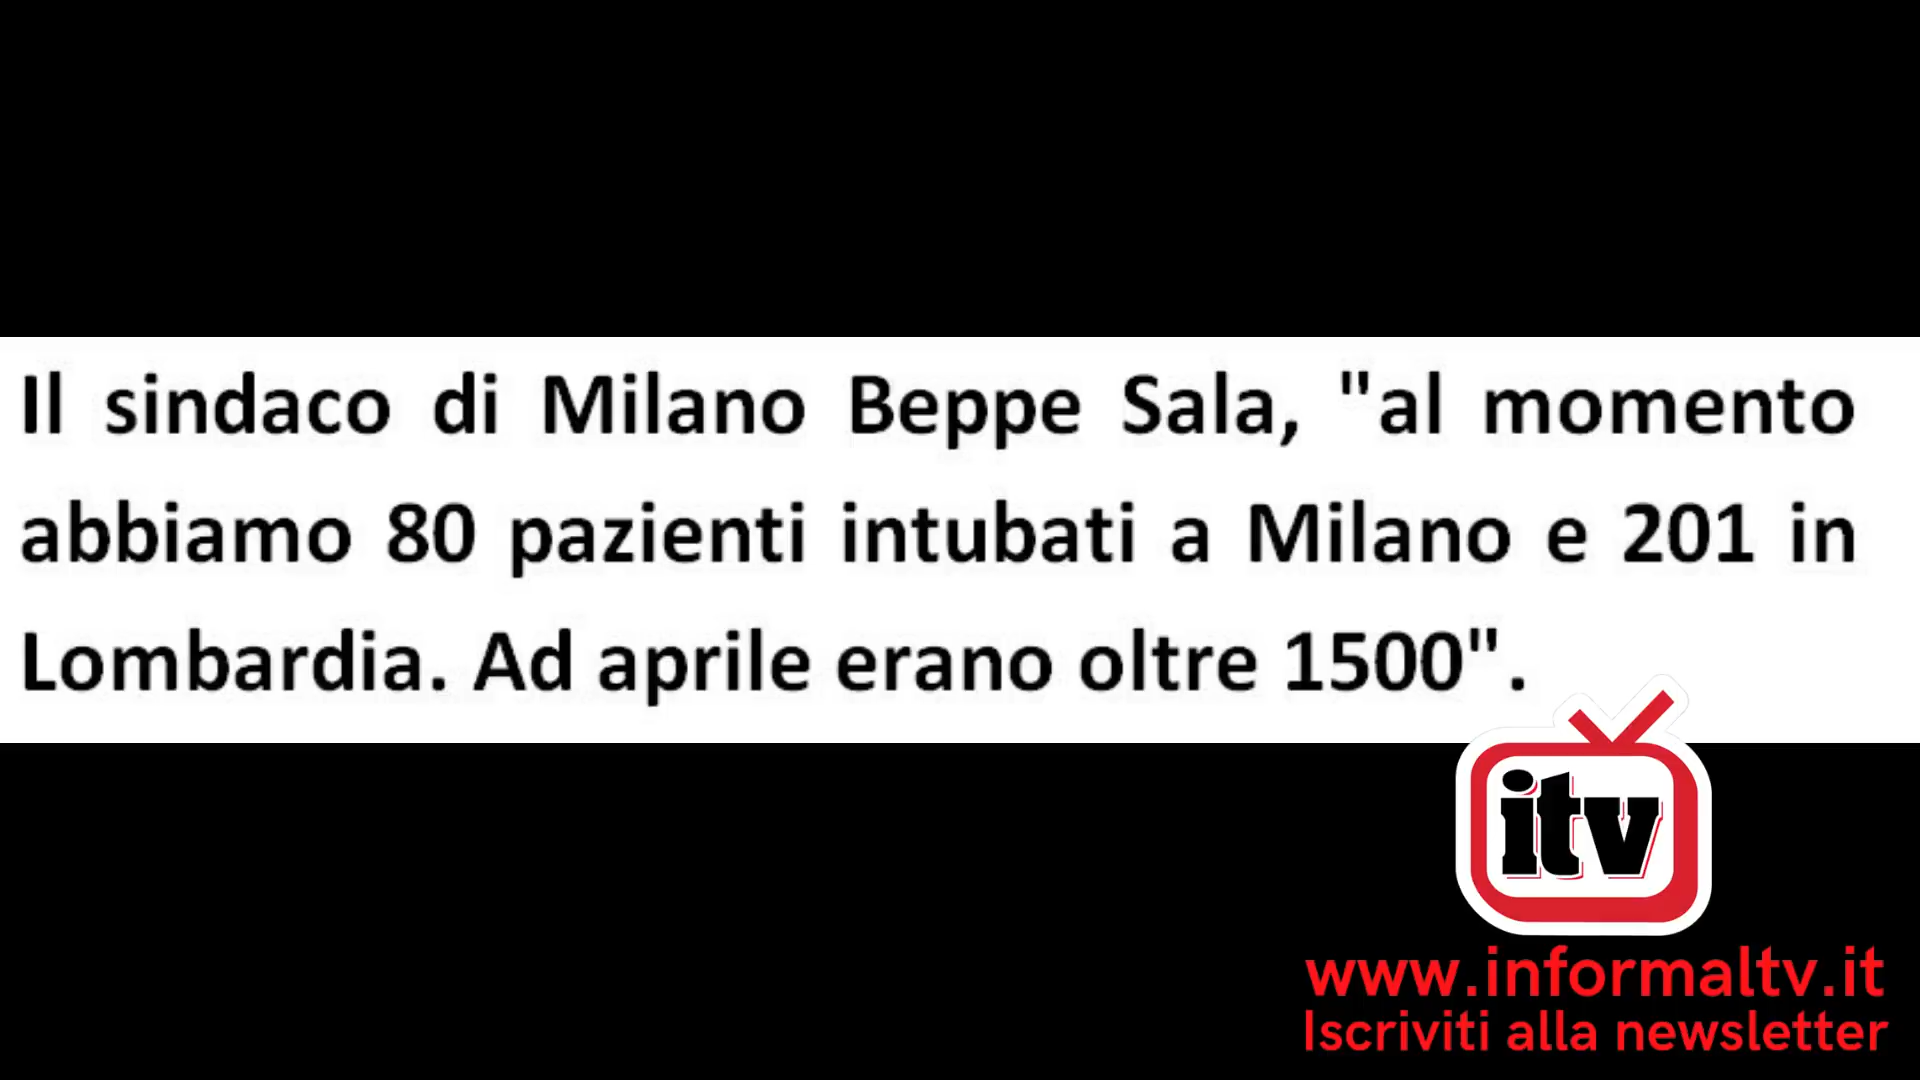 Il sindaco di Milano Beppe Sala, "al momento
abbiamo 80 pazienti intubati a Milano e 201 in
Lombardia. Ad aprile erano oltre 1500".
itv
www.informaltv.it
Iscriviti alla newsletter